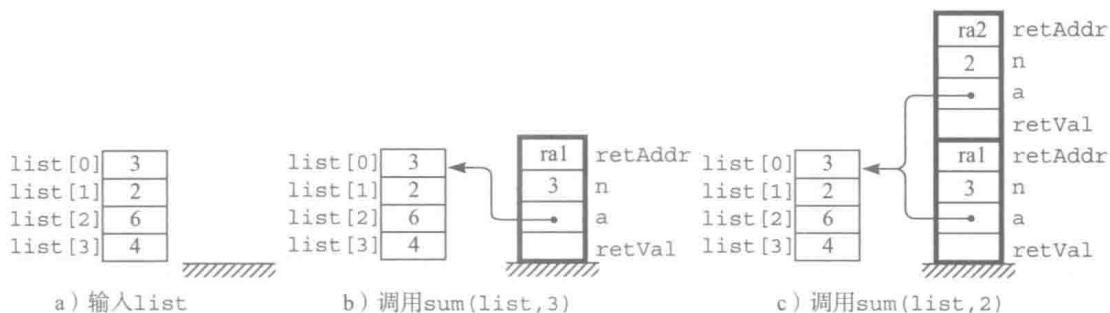 ra2 retAddr
2 n
a
retVal
list[0] 3
list[1] 2
list[2] 6
list[3] 4
list[0] 3
list[1] 2
list[2] 6
list[3] 4
ra1 retAddr
3 n
a
retVal
list[0] 3
list[1] 2
list[2] 6
list[3] 4
ra1 retAddr
3 n
a
retVal
a）输入list
b）调用sum(list,3)
c）调用sum(list,2)